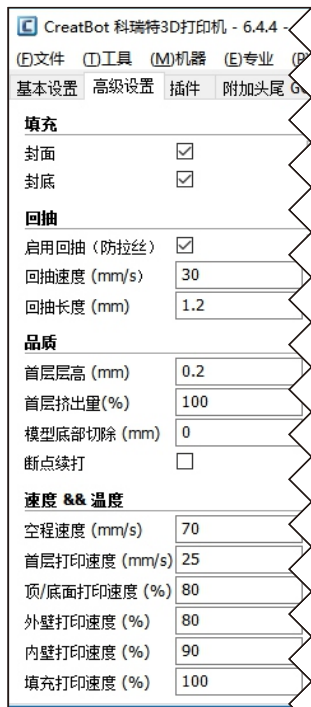 CreatBot 科瑞特3D打印机 - 6.4.4 -
(F)文件 (T)工具 (M)机器 (E)专业
基本设置 高级设置 插件 附加头尾 G
填充
封面
封底
回抽
启用回抽（防拉丝）
回抽速度 (mm/s) 30
回抽长度 (mm) 1.2
品质
首层层高 (mm) 0.2
首层挤出量(%) 100
模型底部切除 (mm) 0
断点续打
速度 && 温度
空程速度 (mm/s) 70
首层打印速度 (mm/s) 25
顶/底面打印速度 (%) 80
外壁打印速度 (%) 80
内壁打印速度 (%) 90
填充打印速度 (%) 100